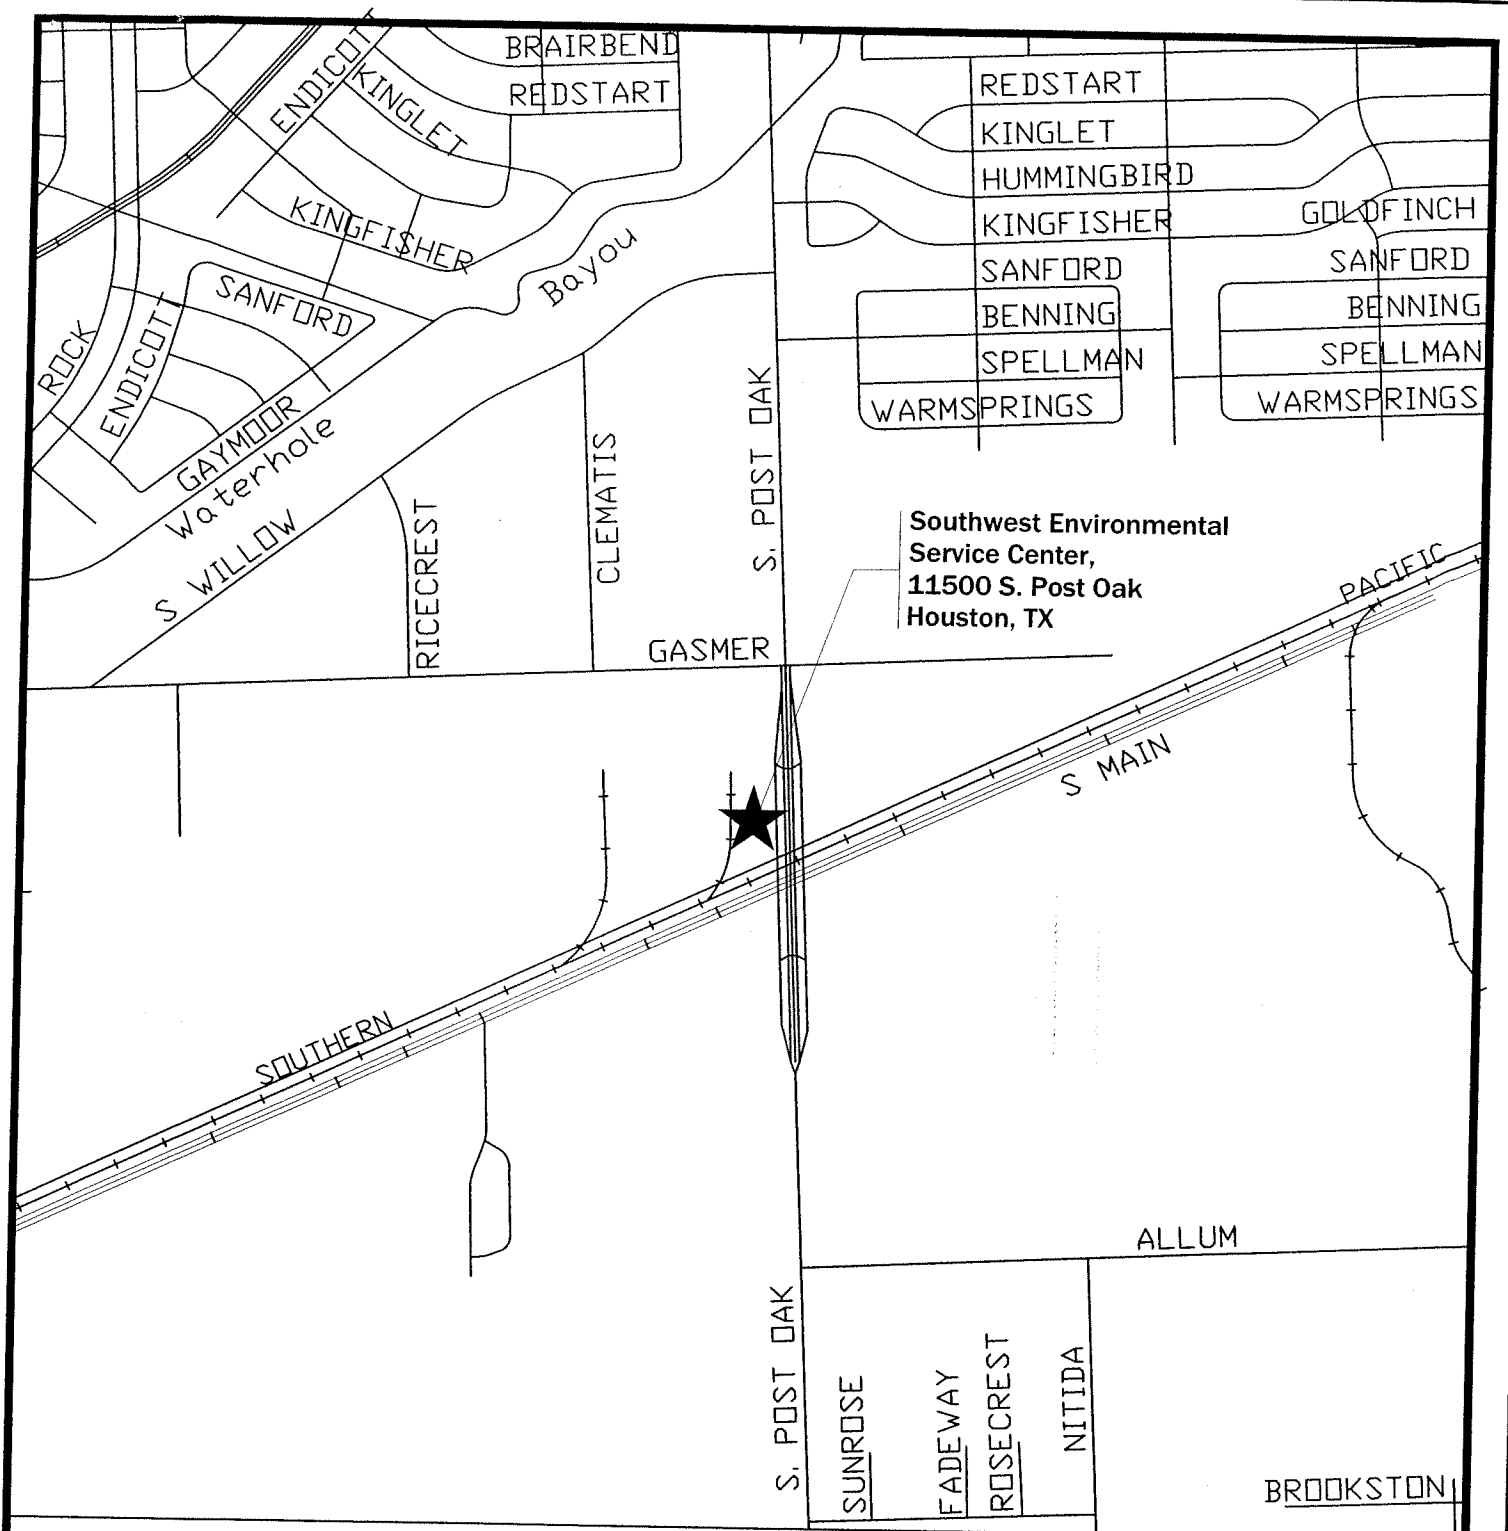 BRAIRBEND
REDSTART
ENDICOTT
KINGLET
KINGFISHER
REDSTART
KINGLET
HUMMINGBIRD
KINGFISHER
GOLDFINCH
SANFORD
SANFORD
BENNING
BENNING
SPELLMAN
SPELLMAN
WARMSPRINGS
WARMSPRINGS
SANFORD
ROCK
ENDICOTT
GAYMOOR
Waterhole
Bayou
S WILLOW
RICECREST
CLEMATIS
S. POST OAK
Southwest Environmental
Service Center,
11500 S. Post Oak
Houston, TX
GASMER
PACIFIC
S MAIN
SOUTHERN
ALLUM
S. POST OAK
SUNROSE
FADEWAY
ROSECREST
NITIDA
BROOKSTON